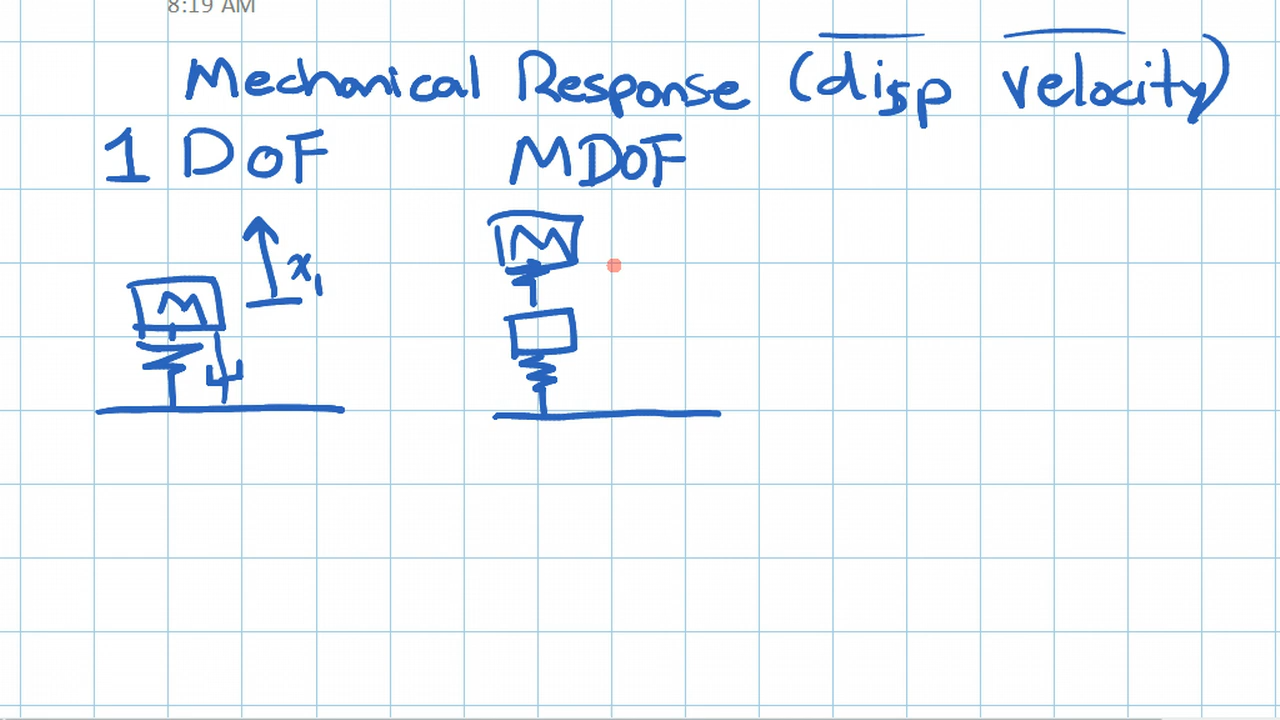 8:19 AM
Mechanical Response (disp velocity)
1 DoF MDoF
M
x₁
M